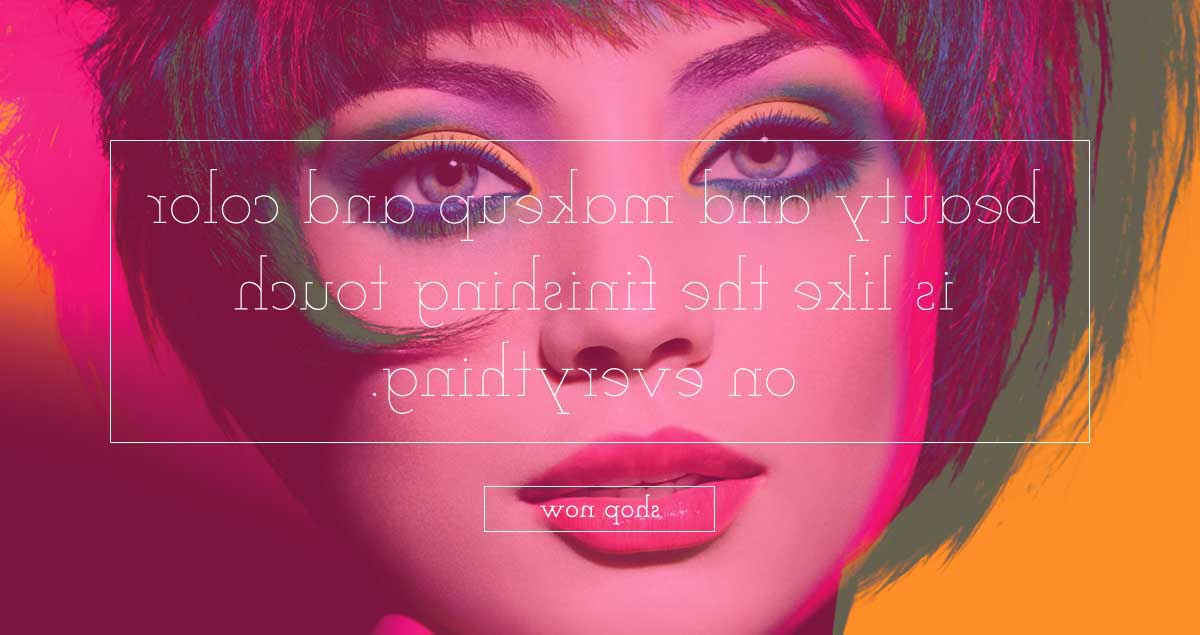 beauty and makeup and color
is like the finishing touch
on everything.
shop now